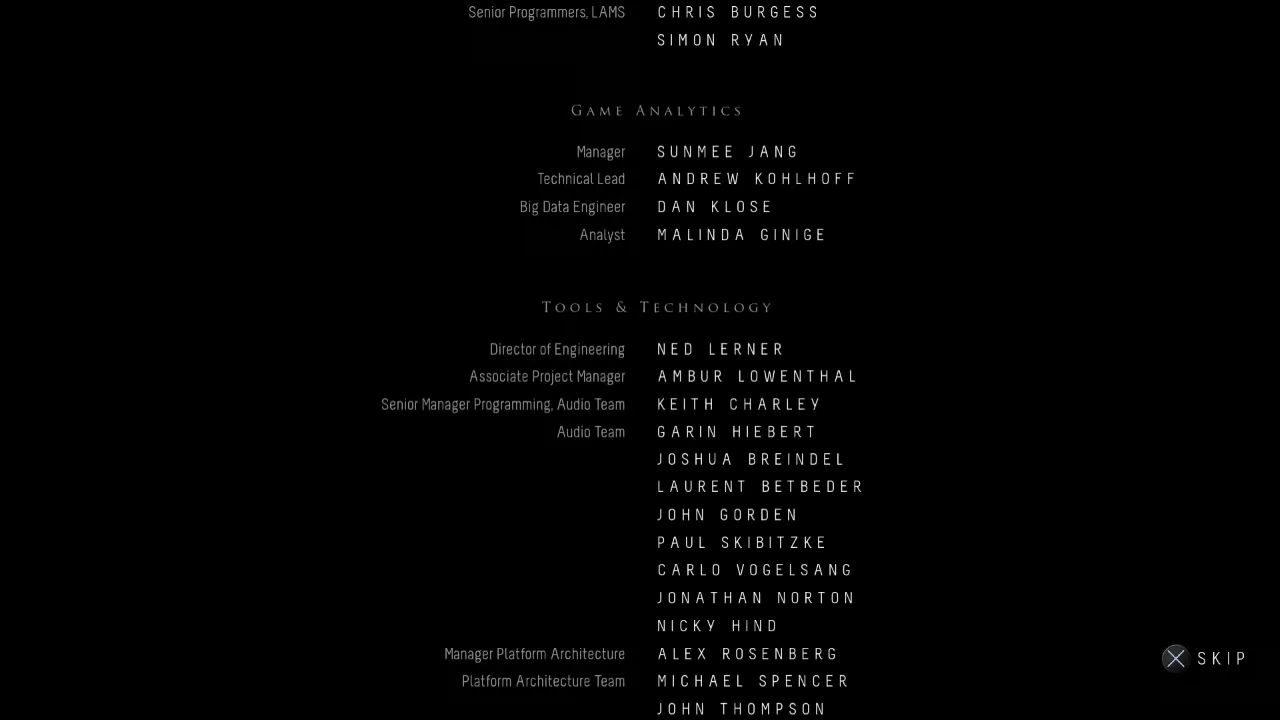 Senior Programmers, LAMS CHRIS BURGESS
SIMON RYAN
GAME ANALYTICS
Manager SUNMEE JANG
Technical Lead ANDREW KOHLHOFF
Big Data Engineer DAN KLOSE
Analyst MALINDA GINIGE
TOOLS & TECHNOLOGY
Director of Engineering NED LERNER
Associate Project Manager AMBUR LOWENTHAL
Senior Manager Programming, Audio Team KEITH CHARLEY
Audio Team GARIN HIEBERT
JOSHUA BREINDEL
LAURENT BETBEDER
JOHN GORDEN
PAUL SKIBITZKE
CARLO VOGELSANG
JONATHAN NORTON
NICKY HIND
Manager Platform Architecture ALEX ROSENBERG
SKIP
Platform Architecture Team MICHAEL SPENCER
JOHN THOMPSON